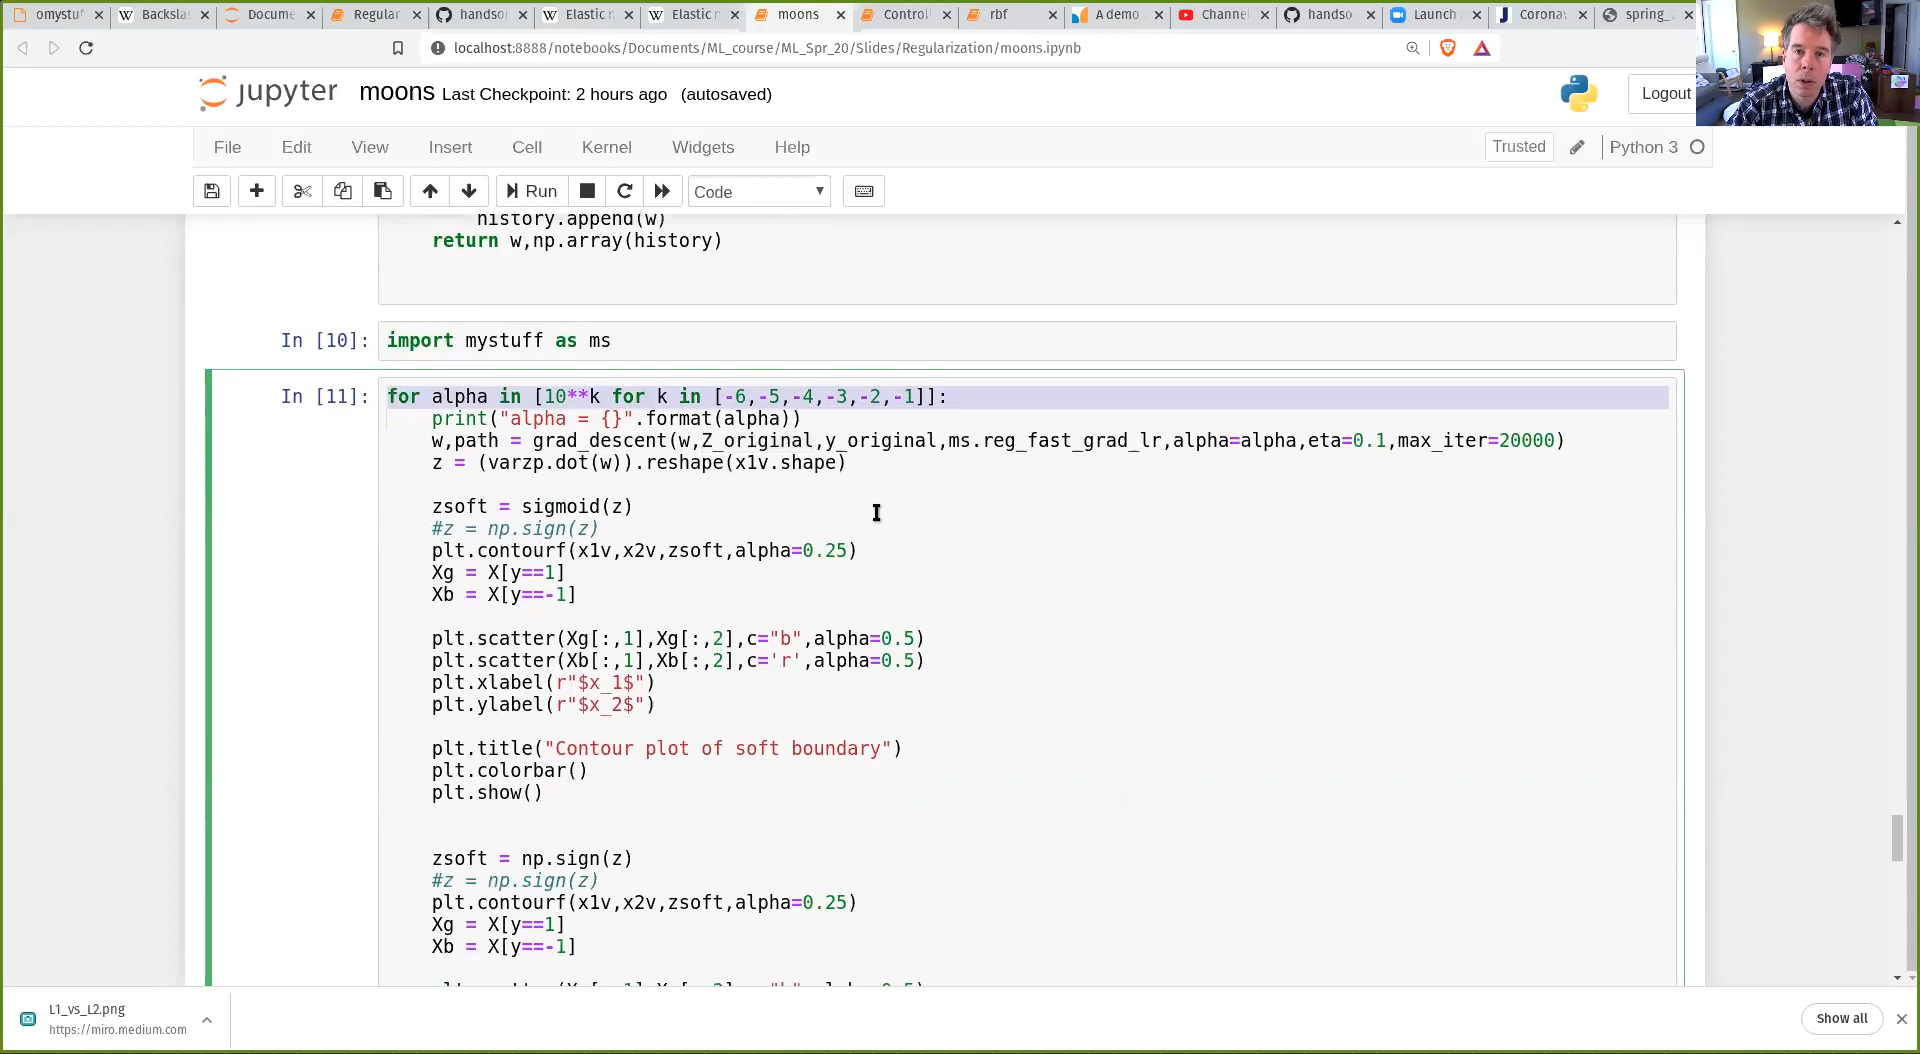 omystuf
Backslas
Docume
Regular
handson
Elastic n
Elastic n
moons
Control
rbf
A demo
Channel
handso
Launch
Corona
spring_
localhost:8888/notebooks/Documents/ML_course/ML_Spr_20/Slides/Regularization/moons.ipynb
jupyter moons Last Checkpoint: 2 hours ago (autosaved)
Logout
File Edit View Insert Cell Kernel Widgets Help
Trusted
Python 3
Run
Code
history.append(w)
return w,np.array(history)
In [10]: import mystuff as ms
In [11]: for alpha in [10**k for k in [-6,-5,-4,-3,-2,-1]]:
print("alpha = {}".format(alpha))
w,path = grad_descent(w,Z_original,y_original,ms.reg_fast_grad_lr,alpha=alpha,eta=0.1,max_iter=20000)
z = (varzp.dot(w)).reshape(x1v.shape)
zsoft = sigmoid(z)
#z = np.sign(z)
plt.contourf(x1v,x2v,zsoft,alpha=0.25)
Xg = X[y==1]
Xb = X[y==-1]
plt.scatter(Xg[:,1],Xg[:,2],c="b",alpha=0.5)
plt.scatter(Xb[:,1],Xb[:,2],c='r',alpha=0.5)
plt.xlabel(r"$x_1$")
plt.ylabel(r"$x_2$")
plt.title("Contour plot of soft boundary")
plt.colorbar()
plt.show()
zsoft = np.sign(z)
#z = np.sign(z)
plt.contourf(x1v,x2v,zsoft,alpha=0.25)
Xg = X[y==1]
Xb = X[y==-1]
L1_vs_L2.png
https://miro.medium.com
Show all